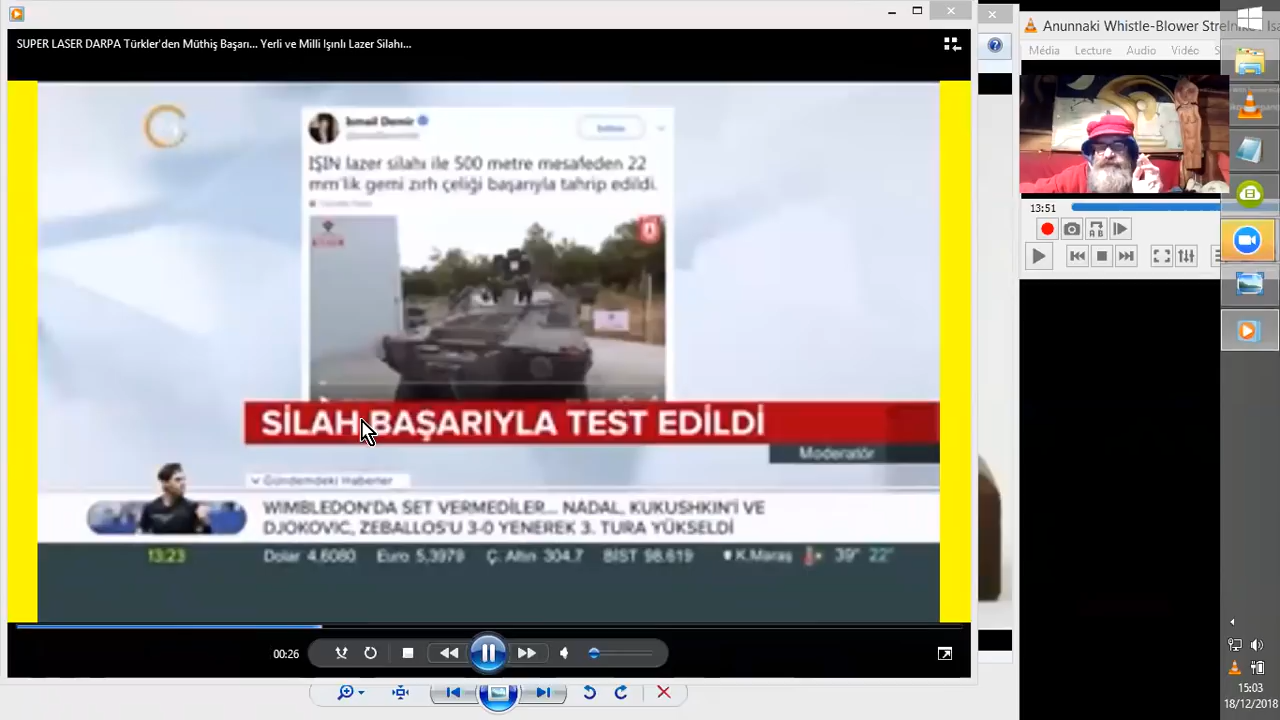 SUPER LASER DARPA Türkler'den Müthiş Başarı... Yerli ve Milli Işınlı Lazer Silahı...
Anunnaki Whistle-Blower
Média Lecture Audio Vidéo
İsmail Demir
IŞIN lazer silahı ile 500 metre mesafeden 22
mm'lik gemi zırh çeliği başarıyla tahrip edildi.
13:51
SİLAH BAŞARIYLA TEST EDİLDİ
Moderatör
Gündemdeki Haberler
WIMBLEDON'DA SET VERMEDİLER... NADAL, KUKUSHKIN'İ VE
DJOKOVIC, ZEBALLOS'U 3-0 YENEREK 3. TURA YÜKSELDİ
13:23 Dolar 4.6080 Euro 5,3979 Ç. Altın 304.7 BİST 98.619 K.Maraş 39° 22°
00:26
15:03
18/12/2018